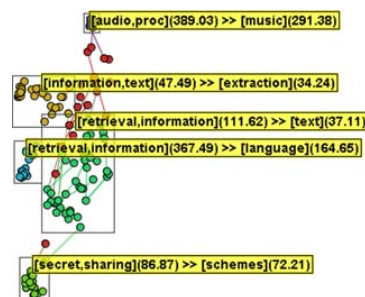 [audio,proc](389.03) >> [music](291.38)
[information,text](47.49) >> [extraction](34.24)
[retrieval,information](111.62) >> [text](37.11)
[retrieval,information](367.49) >> [language](164.65)
[secret,sharing](86.87) >> [schemes](72.21)